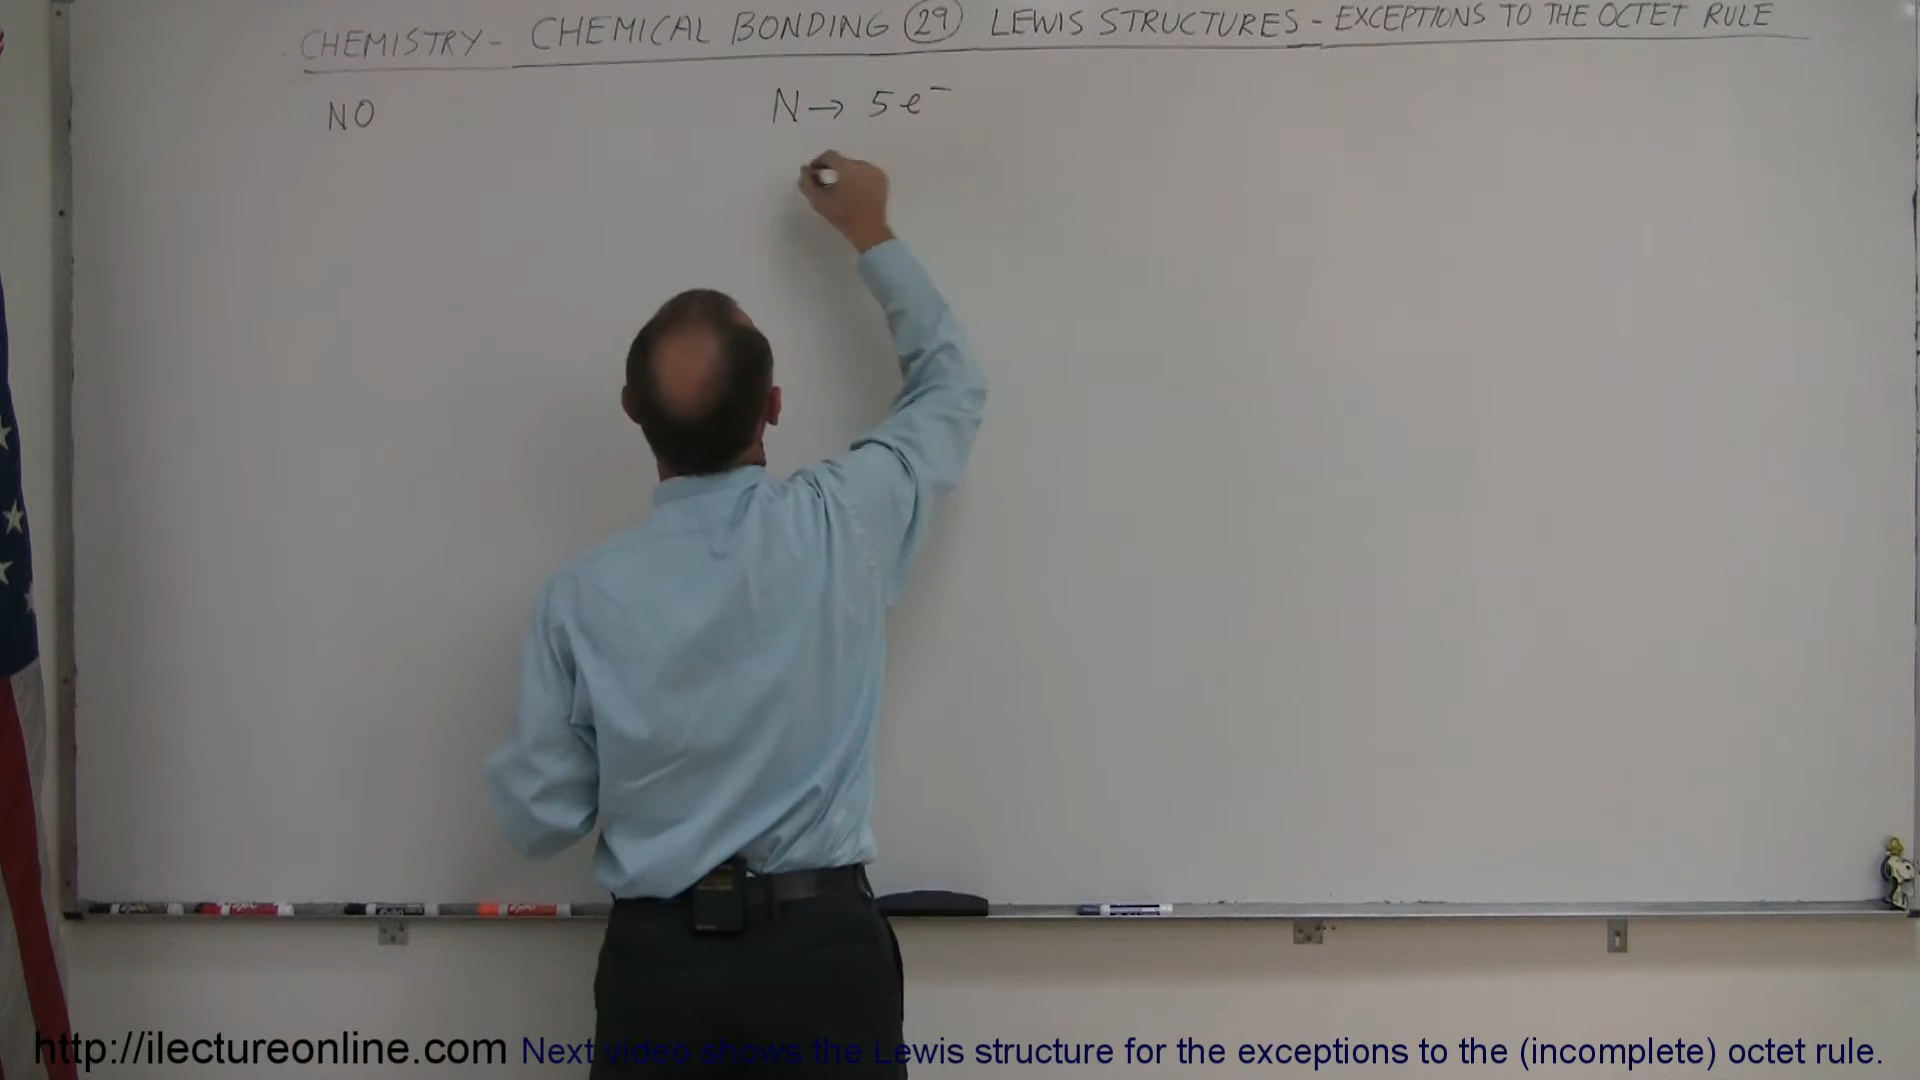 CHEMISTRY - CHEMICAL BONDING 29 LEWIS STRUCTURES - EXCEPTIONS TO THE OCTET RULE
NO
N → 5e⁻
http://ilectureonline.com Next video shows the Lewis structure for the exceptions to the (incomplete) octet rule.